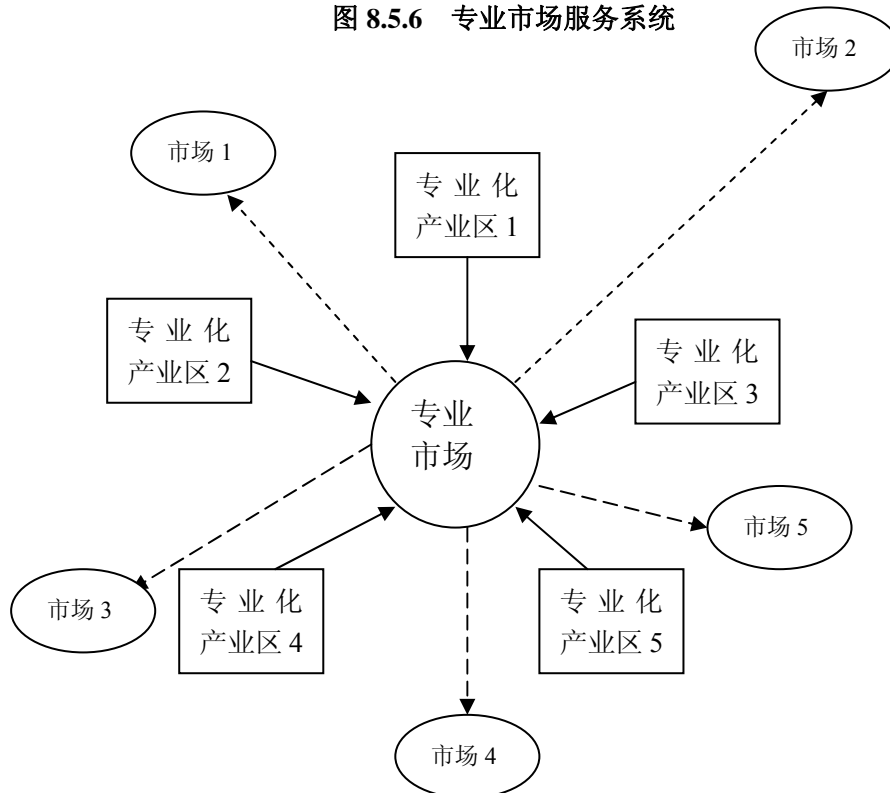 图 8.5.6 专业市场服务系统
市场 2
市场 1
专 业 化
产业区 1
专 业 化
产业区 2
专 业 化
产业区 3
专业
市场
市场 5
市场 3
专 业 化
产业区 4
专 业 化
产业区 5
市场 4